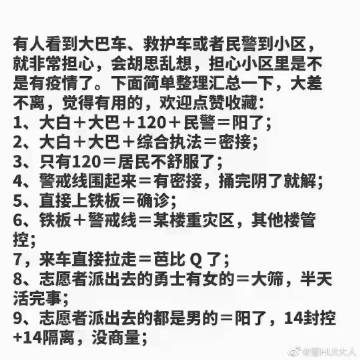 有人看到大巴车、救护车或者民警到小区，
就非常担心，会胡思乱想，担心小区里是不
是有疫情了。下面简单整理汇总一下，大差
不离，觉得有用的，欢迎点赞收藏：
1、大白＋大巴＋120＋民警＝阳了；
2、大白＋大巴＋综合执法＝密接；
3、只有120＝居民不舒服了；
4、警戒线围起来＝有密接，捅完阴了就解；
5、直接上铁板＝确诊；
6、铁板＋警戒线＝某楼重灾区，其他楼管
控；
7，来车直接拉走＝芭比 Q 了；
8、志愿者派出去的勇士有女的＝大筛，半天
活完事；
9、志愿者派出去的都是男的＝阳了，14封控
+14隔离，没商量；